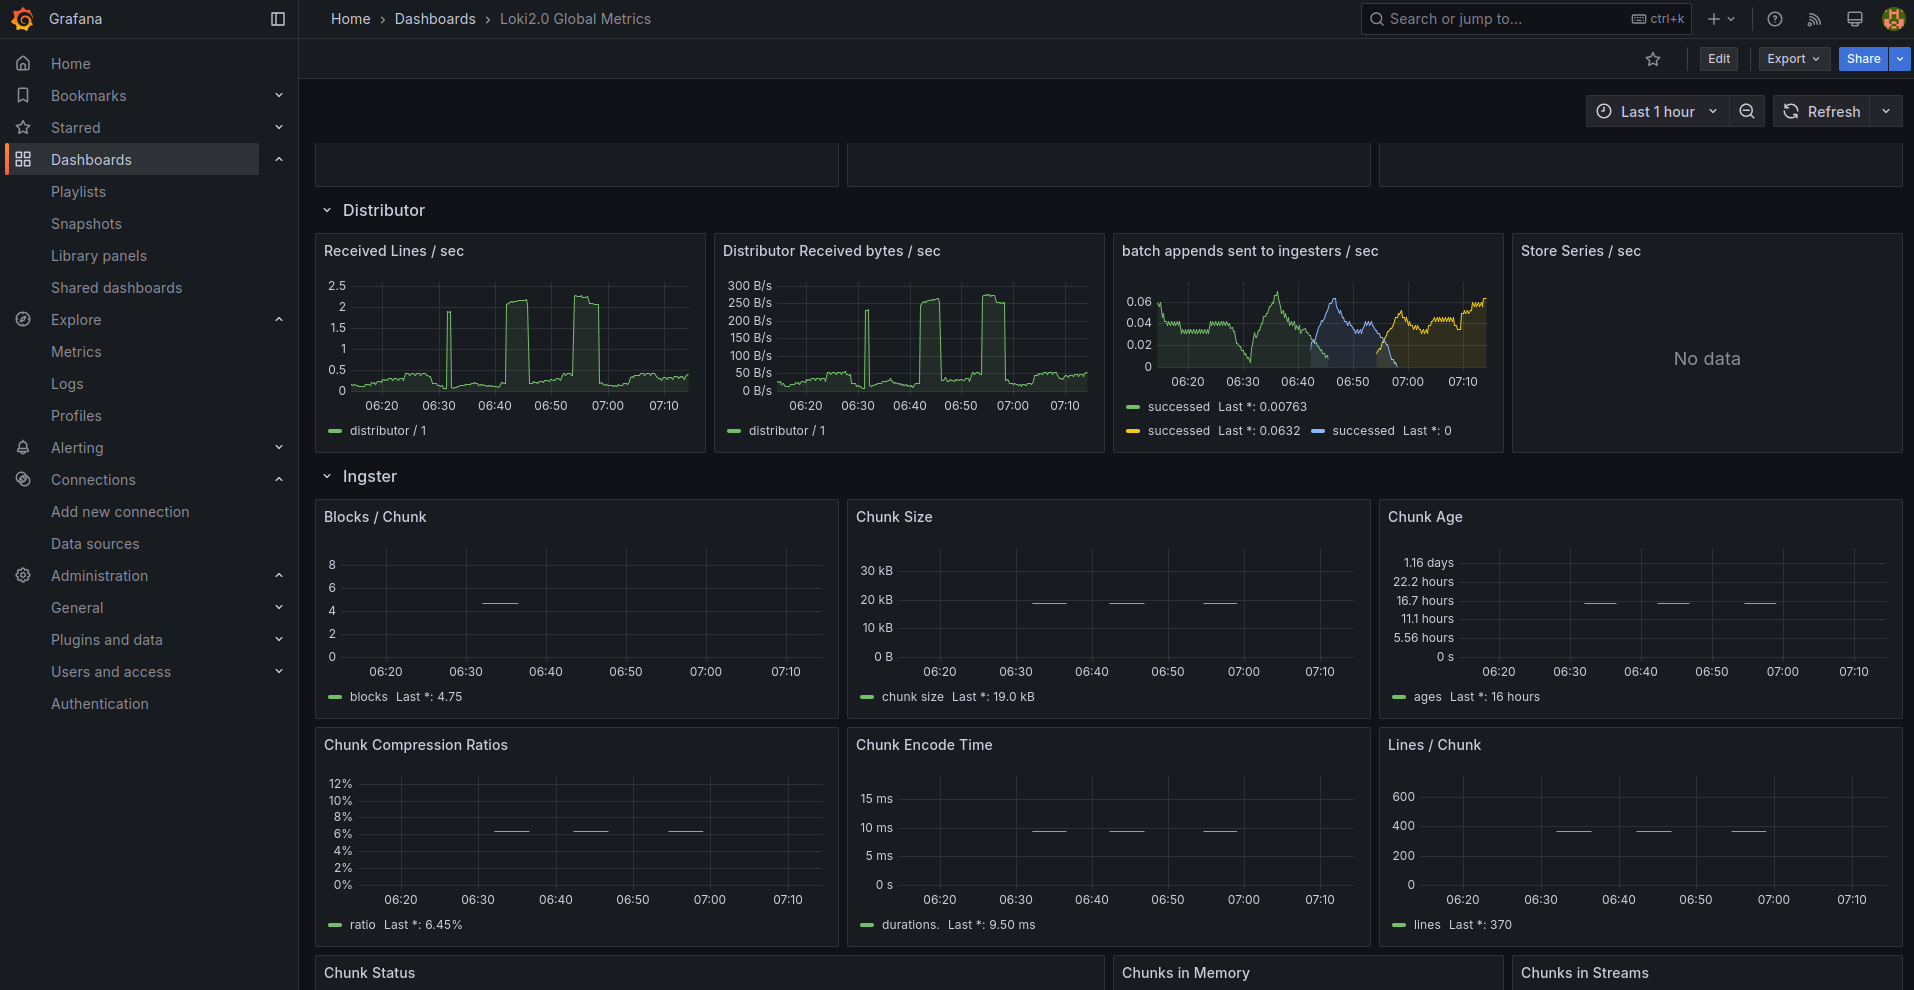 Grafana
Home › Dashboards › Loki2.0 Global Metrics
Search or jump to...
ctrl+k
Edit
Export
Share
Home
Bookmarks
Starred
Dashboards
Playlists
Snapshots
Library panels
Shared dashboards
Explore
Metrics
Logs
Profiles
Alerting
Connections
Add new connection
Data sources
Administration
General
Plugins and data
Users and access
Authentication
Last 1 hour
Refresh
Distributor
Received Lines / sec
2.5
2
1.5
1
0.5
0
06:20 06:30 06:40 06:50 07:00 07:10
distributor / 1
Distributor Received bytes / sec
300 B/s
250 B/s
200 B/s
150 B/s
100 B/s
50 B/s
0 B/s
06:20 06:30 06:40 06:50 07:00 07:10
distributor / 1
batch appends sent to ingesters / sec
0.06
0.04
0.02
0
06:20 06:30 06:40 06:50 07:00 07:10
successed Last *: 0.00763
successed Last *: 0.0632 successed Last *: 0
Store Series / sec
No data
Ingster
Blocks / Chunk
8
6
4
2
0
06:20 06:30 06:40 06:50 07:00 07:10
blocks Last *: 4.75
Chunk Size
30 kB
20 kB
10 kB
0 B
06:20 06:30 06:40 06:50 07:00 07:10
chunk size Last *: 19.0 kB
Chunk Age
1.16 days
22.2 hours
16.7 hours
11.1 hours
5.56 hours
0 s
06:20 06:30 06:40 06:50 07:00 07:10
ages Last *: 16 hours
Chunk Compression Ratios
12%
10%
8%
6%
4%
2%
0%
06:20 06:30 06:40 06:50 07:00 07:10
ratio Last *: 6.45%
Chunk Encode Time
15 ms
10 ms
5 ms
0 s
06:20 06:30 06:40 06:50 07:00 07:10
durations. Last *: 9.50 ms
Lines / Chunk
600
400
200
0
06:20 06:30 06:40 06:50 07:00 07:10
lines Last *: 370
Chunk Status
Chunks in Memory
Chunks in Streams